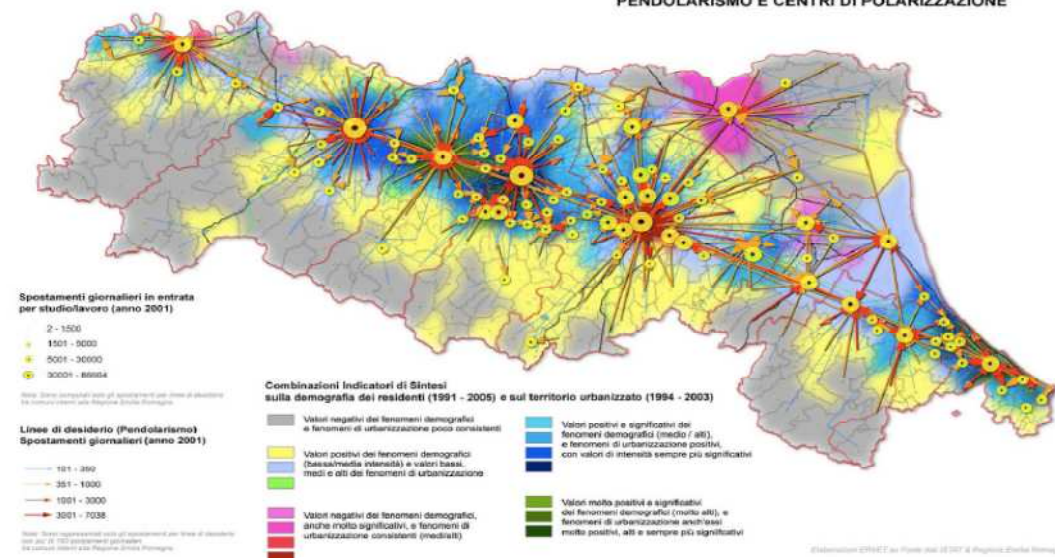 PENDOLARISMO E CENTRI DI POLARIZZAZIONE
Spostamenti giornalieri in entrata
per studio/lavoro (anno 2001)
2 - 1500
1501 - 5000
5001 - 30000
30001 - 86664
Linee di desiderio (Pendolarismo)
Spostamenti giornalieri (anno 2001)
101 - 350
351 - 1000
1001 - 3000
3001 - 7038
Combinazioni Indicatori di Sintesi
sulla demografia dei residenti (1991 - 2005) e sul territorio urbanizzato (1994 - 2003)
Valori negativi dei fenomeni demografici
e fenomeni di urbanizzazione poco consistenti
Valori positivi dei fenomeni demografici
(bassa/media intensità) e valori bassi,
medi e alti dei fenomeni di urbanizzazione
Valori negativi dei fenomeni demografici,
anche molto significativi, e fenomeni di
urbanizzazione consistenti (medi/alti)
Valori positivi e significativi dei
fenomeni demografici (medio / alti),
e fenomeni di urbanizzazione positivi,
con valori di intensità sempre più significativi
Valori molto positivi e significativi
dei fenomeni demografici (molto alti), e
fenomeni di urbanizzazione anch'essi
molto positivi, alti e sempre più significativi